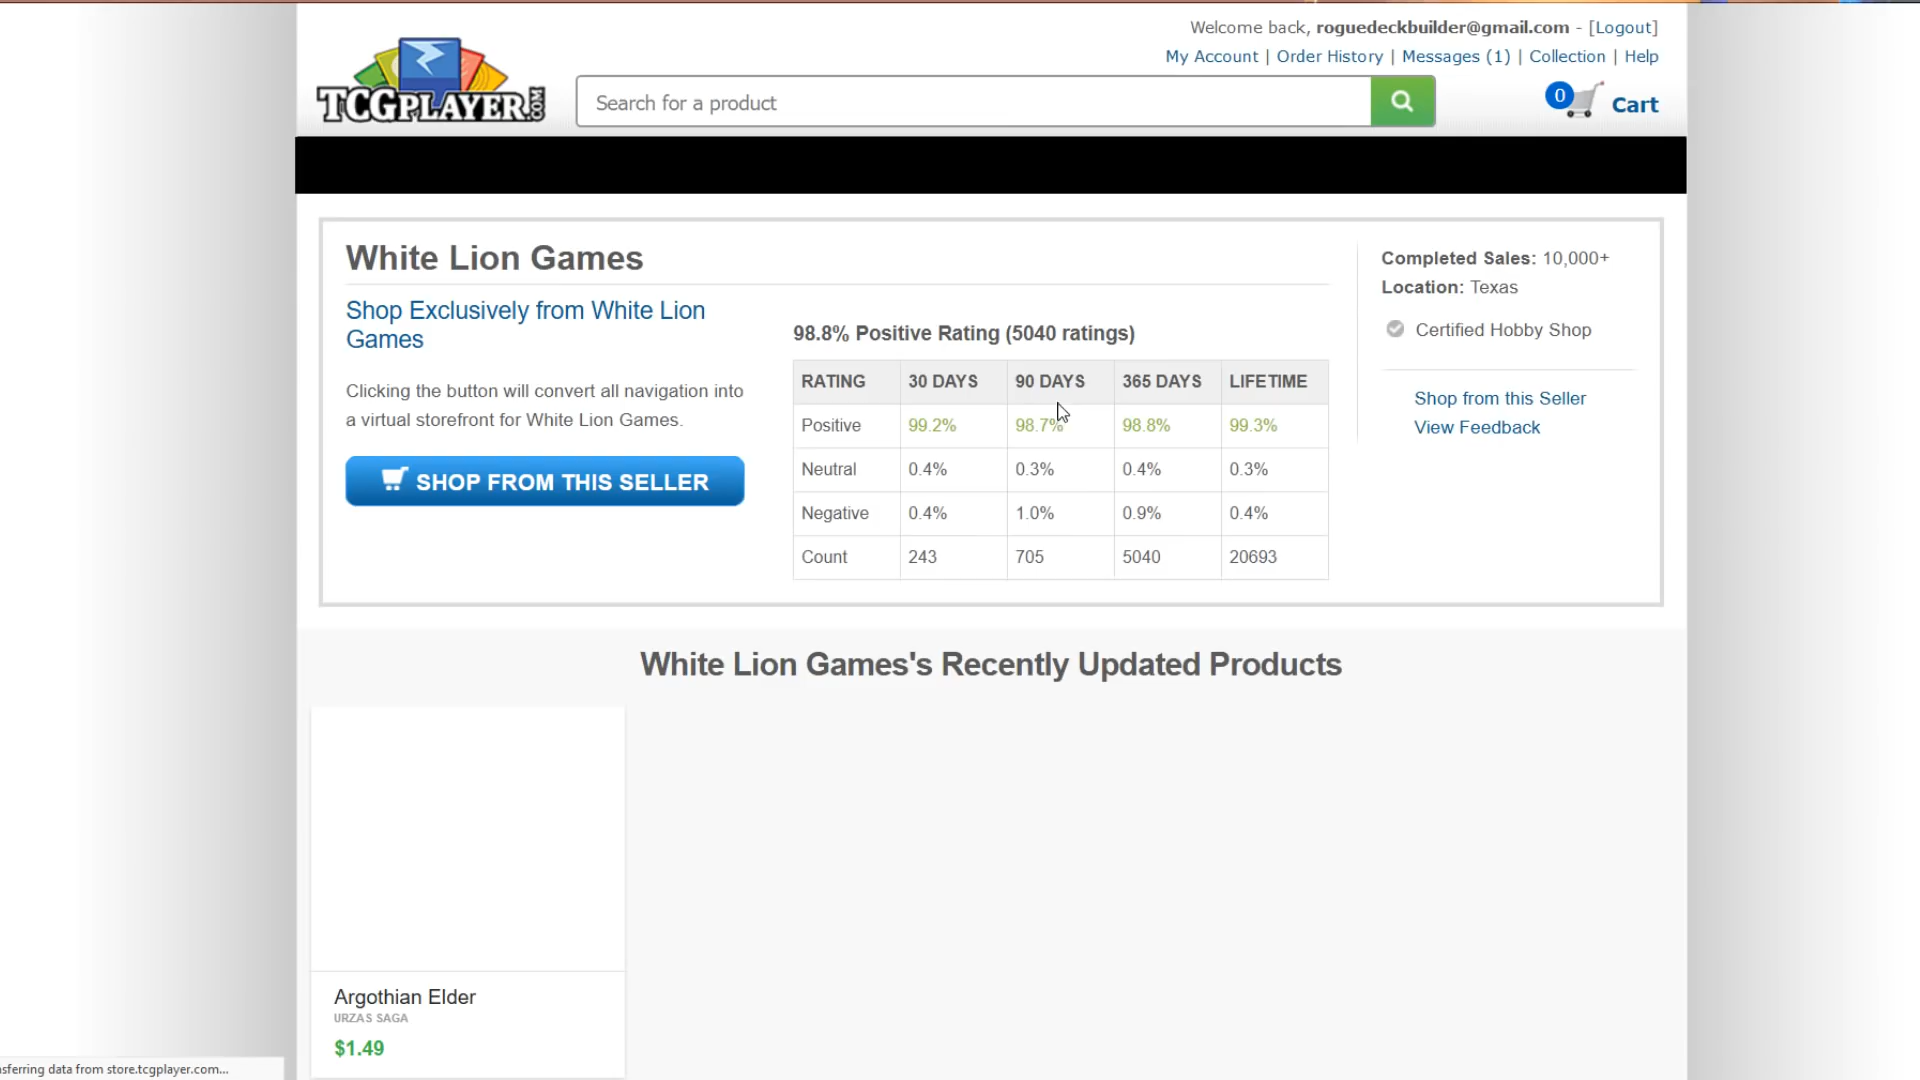 Welcome back, roguedeckbuilder@gmail.com - [Logout]
My Account | Order History | Messages (1) | Collection | Help
TCGPLAYER.COM
Search for a product
0 Cart
White Lion Games
Shop Exclusively from White Lion
Games
Clicking the button will convert all navigation into
a virtual storefront for White Lion Games.
SHOP FROM THIS SELLER
98.8% Positive Rating (5040 ratings)
RATING 30 DAYS 90 DAYS 365 DAYS LIFETIME
Positive 99.2% 98.7% 98.8% 99.3%
Neutral 0.4% 0.3% 0.4% 0.3%
Negative 0.4% 1.0% 0.9% 0.4%
Count 243 705 5040 20693
Completed Sales: 10,000+
Location: Texas
Certified Hobby Shop
Shop from this Seller
View Feedback
White Lion Games's Recently Updated Products
Argothian Elder
URZAS SAGA
$1.49
nsferring data from store.tcgplayer.com...